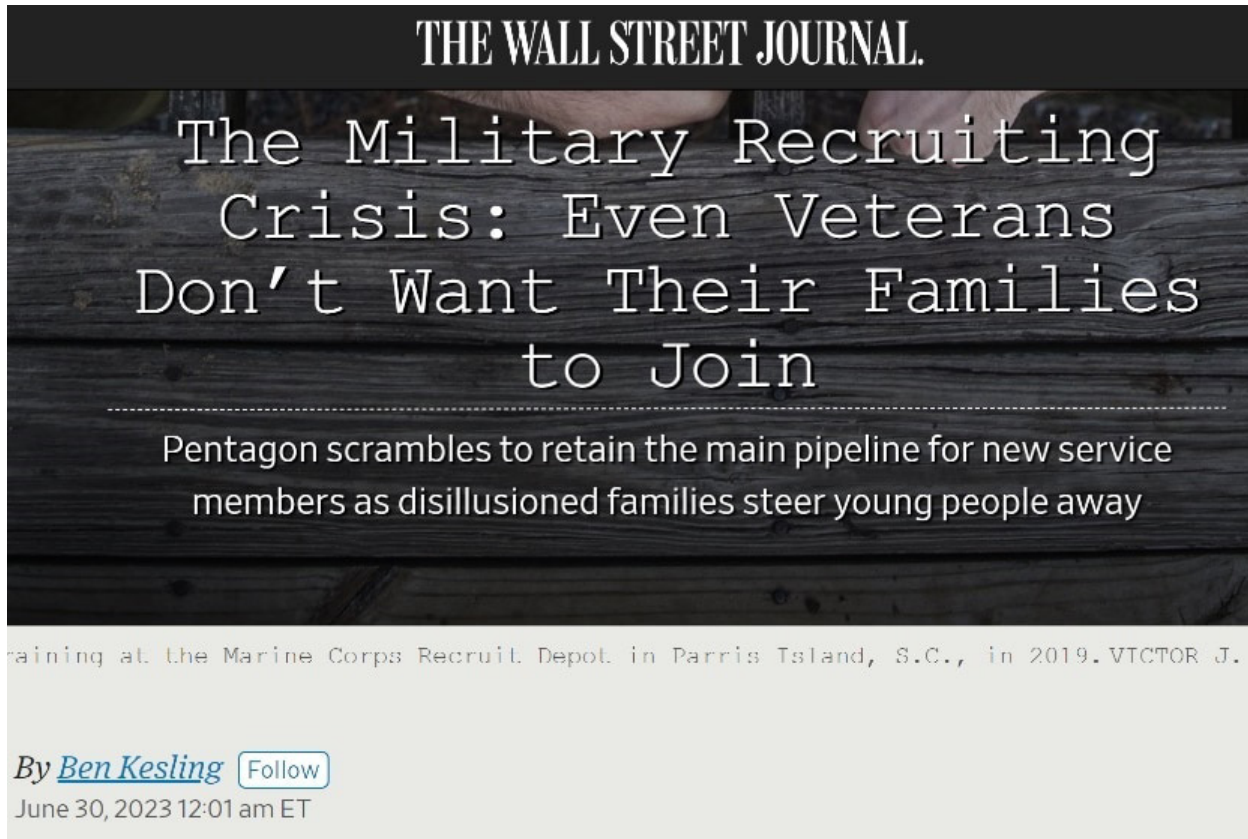 THE WALL STREET JOURNAL.
The Military Recruiting
Crisis: Even Veterans
Don’t Want Their Families
to Join
Pentagon scrambles to retain the main pipeline for new service
members as disillusioned families steer young people away
raining at the Marine Corps Recruit Depot in Parris Island, S.C., in 2019. VICTOR J.
By Ben Kesling Follow
June 30, 2023 12:01 am ET